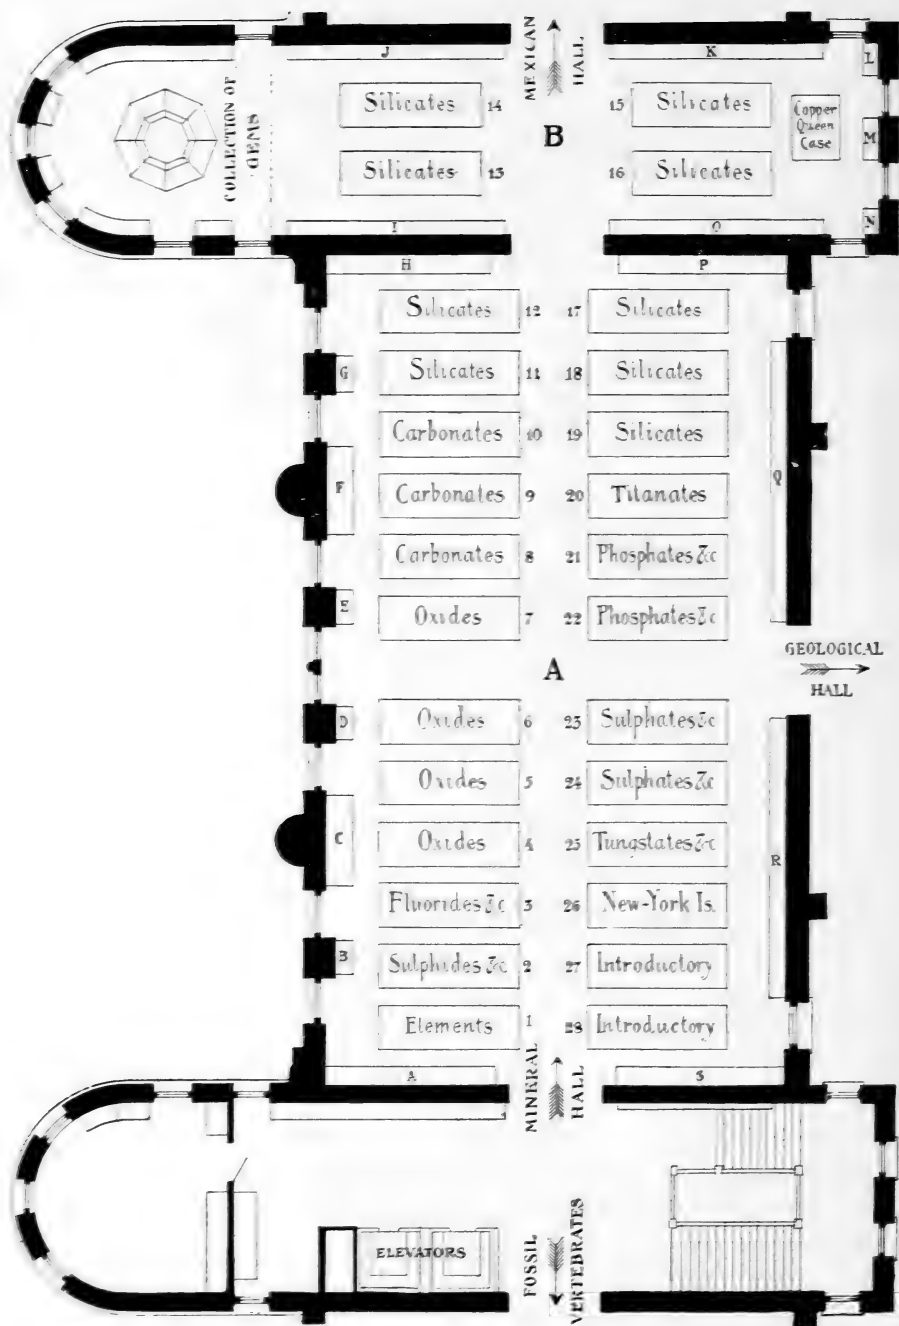 J
MEXICAN
HALL
K
L
Silicates 14
15 Silicates
Copper
Queen
Case
COLLECTION OF
GEMS
B
M
Silicates 13
16 Silicates
I
O
N
H
P
Silicates 12
17 Silicates
G
Silicates 11
18 Silicates
Carbonates 10
19 Silicates
F
Q
Carbonates 9
20 Titanates
Carbonates 8
21 Phosphates &c
E
Oxides 7
22 Phosphates &c
A
GEOLOGICAL
HALL
D
Oxides 6
23 Sulphates &c
Oxides 5
24 Sulphates &c
C
Oxides 4
25 Tungstates &c
R
Fluorides &c 3
26 New-York Is.
B
Sulphides &c 2
27 Introductory
Elements 1
28 Introductory
A
MINERAL
HALL
S
ELEVATORS
FOSSIL
VERTEBRATES